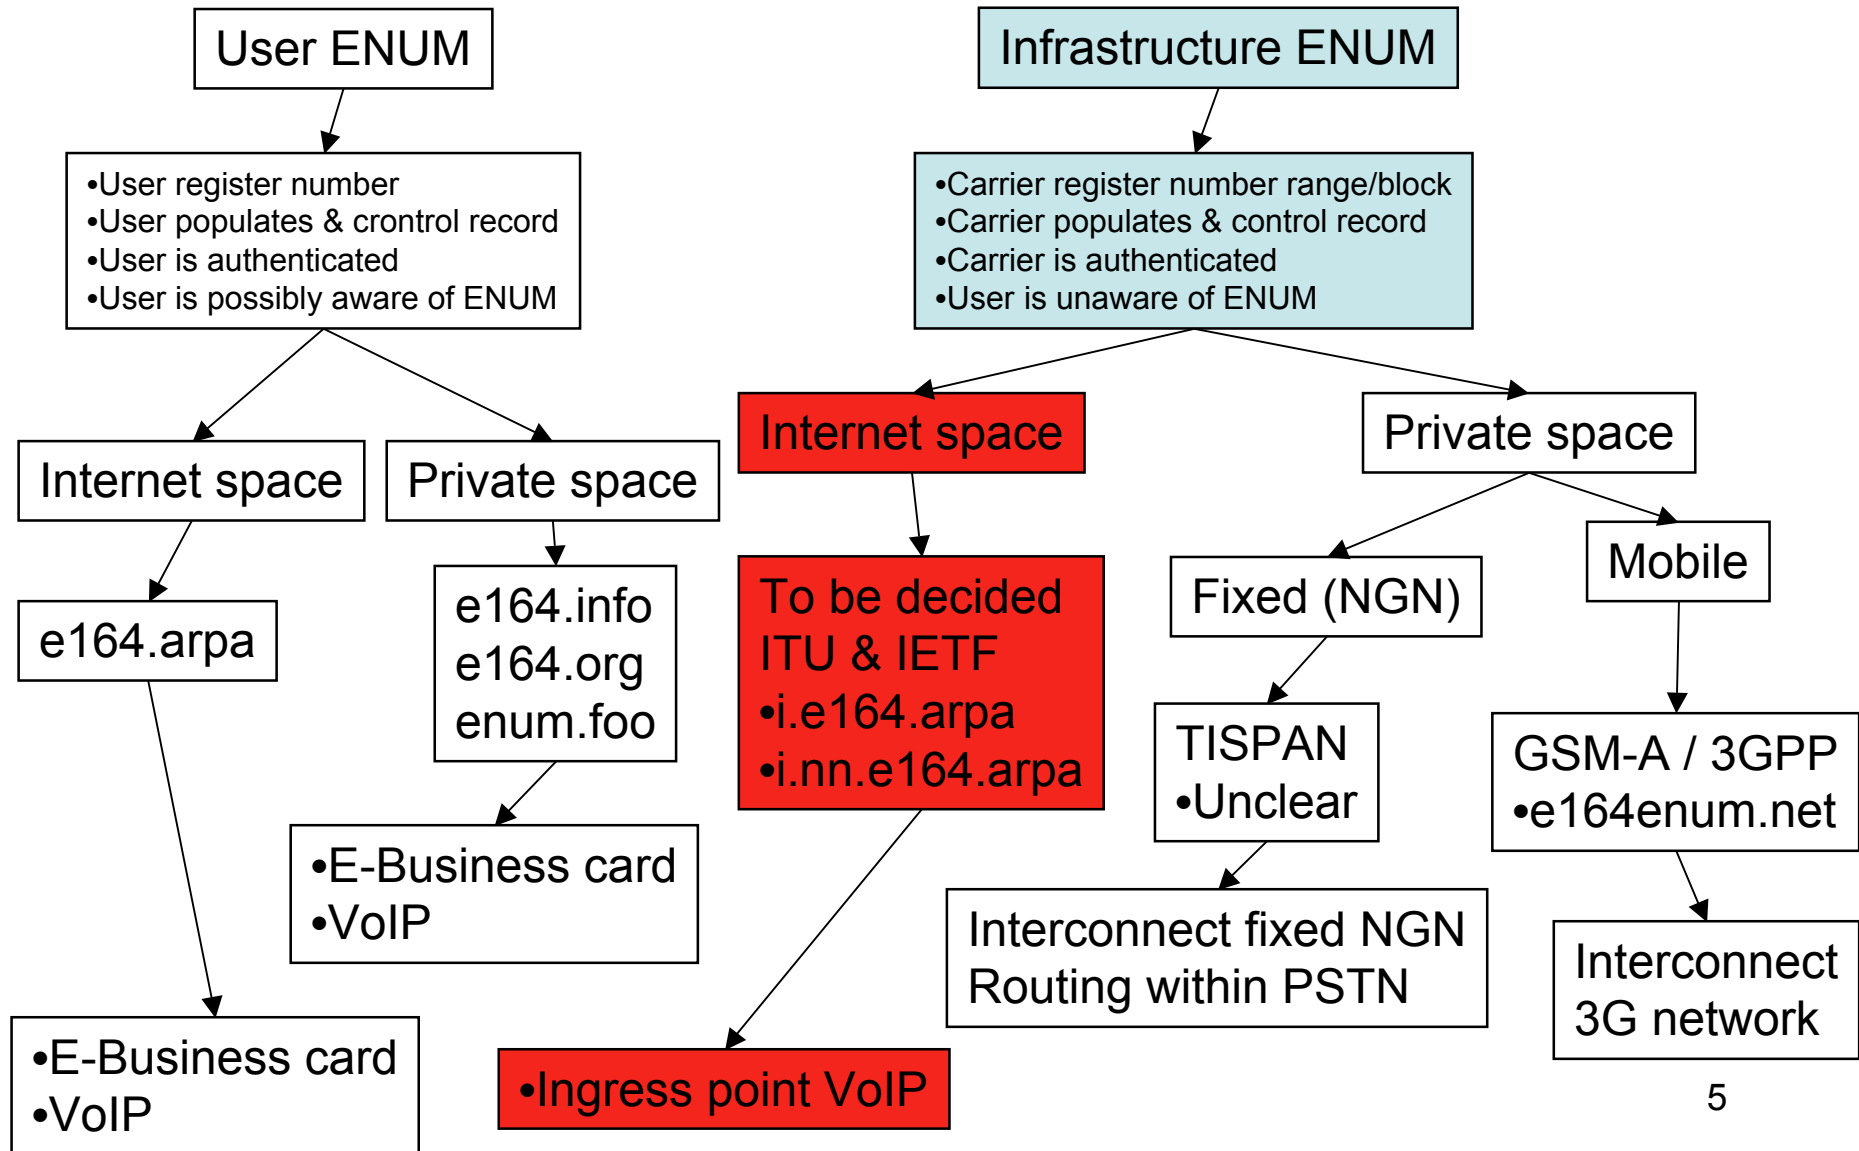 User ENUM
Infrastructure ENUM
•User register number
•User populates & crontrol record
•User is authenticated
•User is possibly aware of ENUM
•Carrier register number range/block
•Carrier populates & control record
•Carrier is authenticated
•User is unaware of ENUM
Internet space
Private space
Internet space
Private space
e164.arpa
e164.info
e164.org
enum.foo
To be decided
ITU & IETF
•i.e164.arpa
•i.nn.e164.arpa
Fixed (NGN)
Mobile
TISPAN
•Unclear
GSM-A / 3GPP
•e164enum.net
•E-Business card
•VoIP
•E-Business card
•VoIP
•Ingress point VoIP
Interconnect fixed NGN
Routing within PSTN
Interconnect
3G network
5